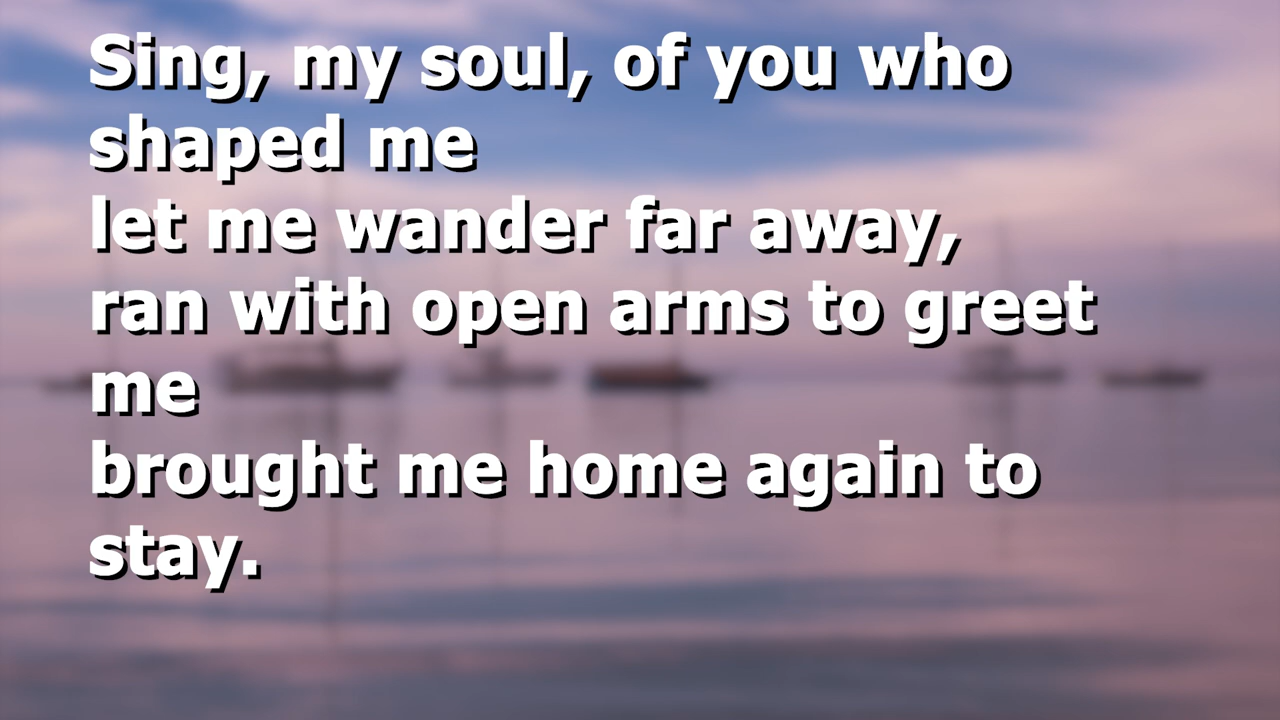 Sing, my soul, of you who
shaped me
let me wander far away,
ran with open arms to greet
me
brought me home again to
stay.